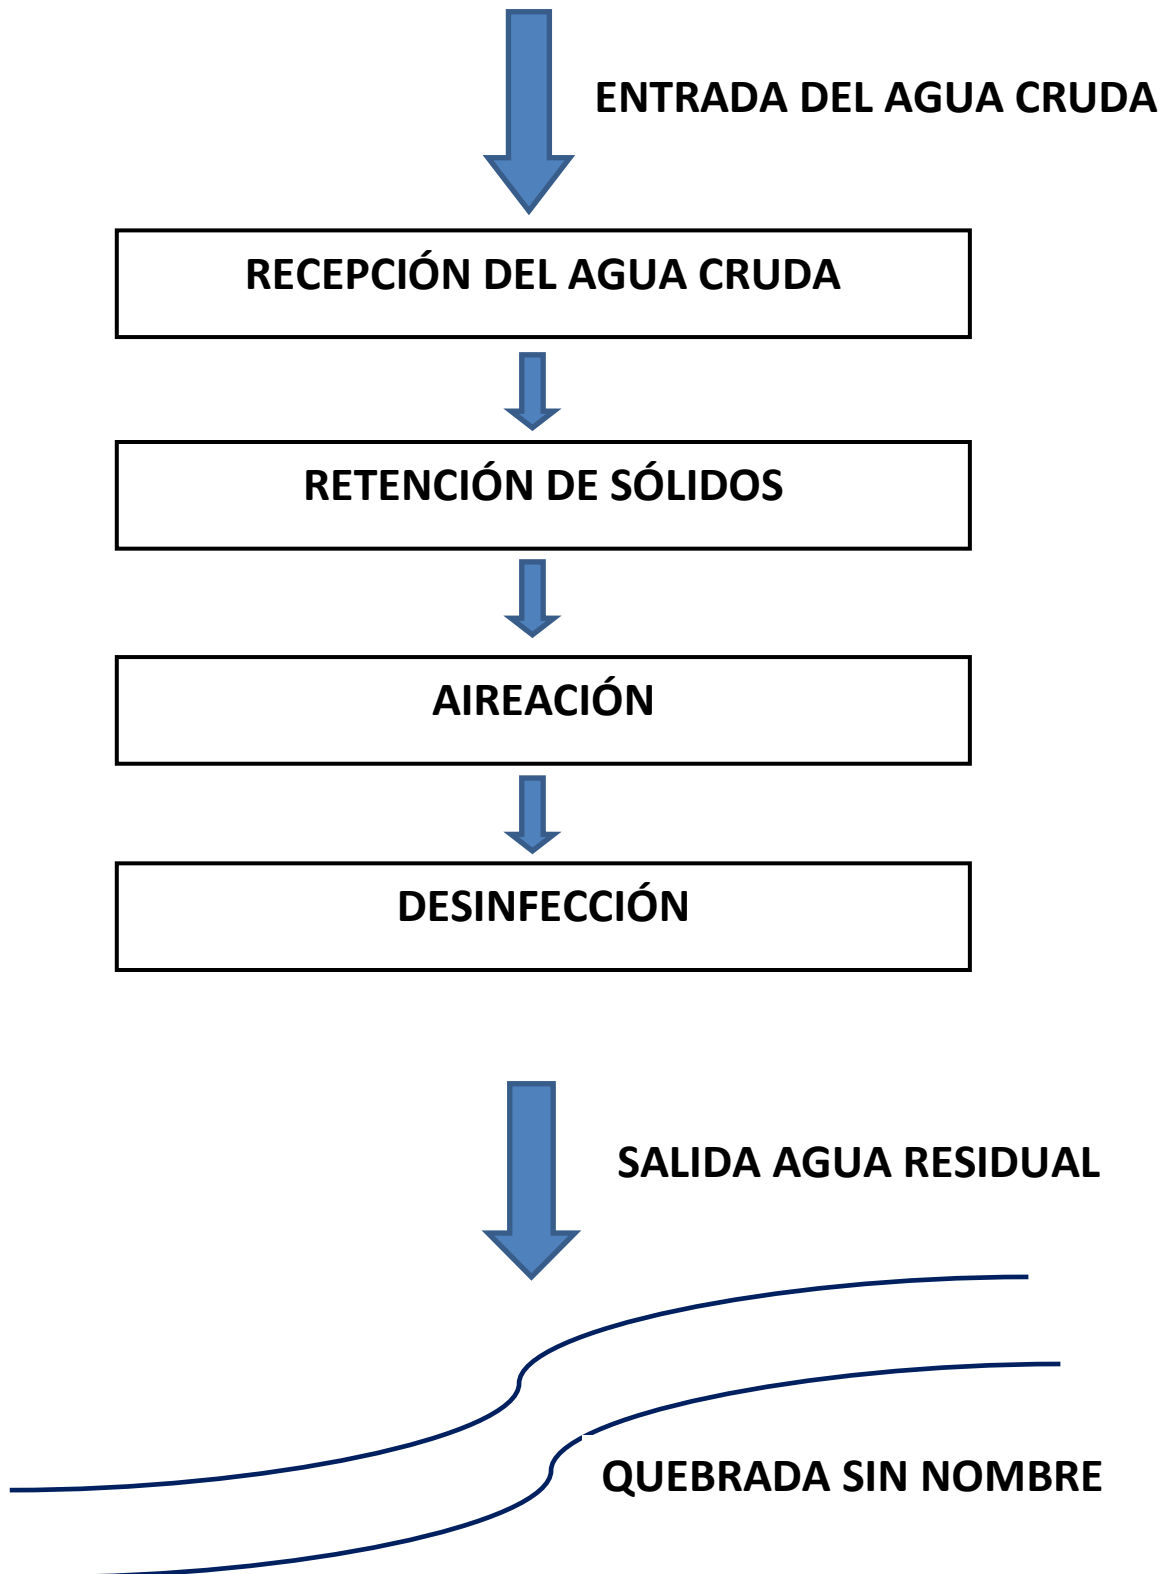 ENTRADA DEL AGUA CRUDA
RECEPCIÓN DEL AGUA CRUDA
RETENCIÓN DE SÓLIDOS
AIREACIÓN
DESINFECCIÓN
SALIDA AGUA RESIDUAL
QUEBRADA SIN NOMBRE